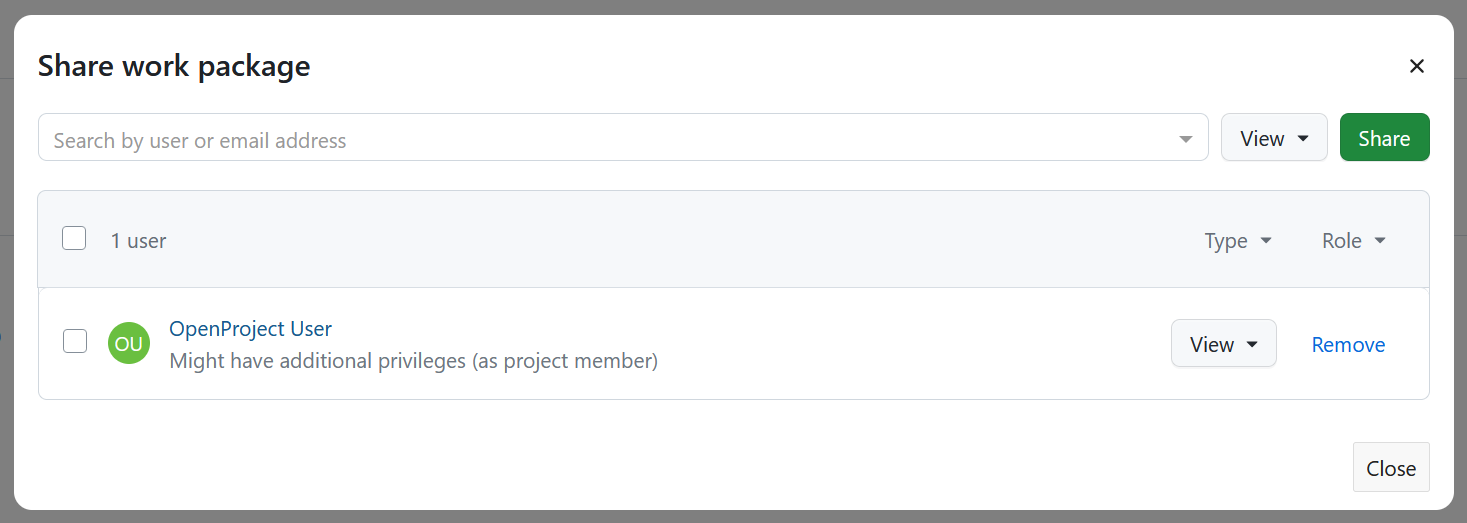 Share work package
Search by user or email address View Share
1 user Type Role
OU OpenProject User
Might have additional privileges (as project member) View Remove
Close